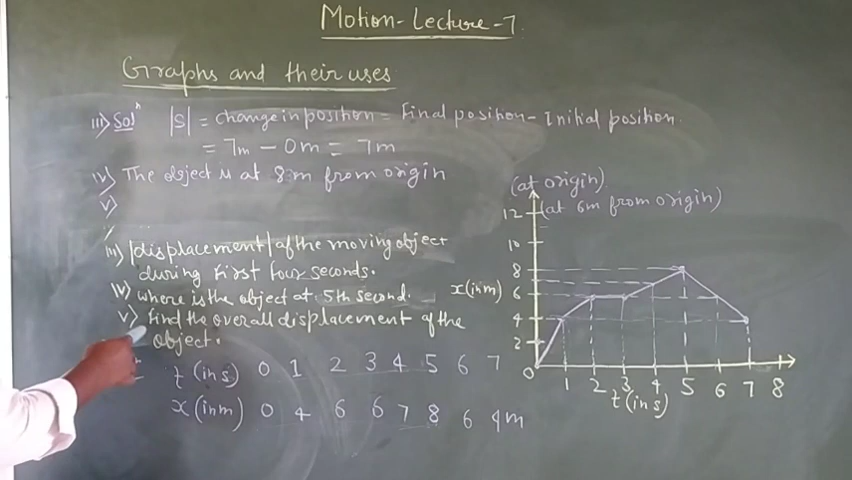 Motion - Lecture - 7
Graphs and their uses
iii) Solⁿ |S| = change in position = Final position - Initial position.
= 7m - 0m = 7m
iv) The object is at 8m from origin
v)
iii) |displacement| of the moving object
during first four seconds.
iv) where is the object at 5th second.
v) Find the overall displacement of the
object.
t (in s) 0 1 2 3 4 5 6 7
x (in m) 0 4 6 6 7 8 6 4m
(at origin)
(at 6m from origin)
x (in m)
12
10
8
6
4
2
0
1 2 3 4 5 6 7 8
t (in s)